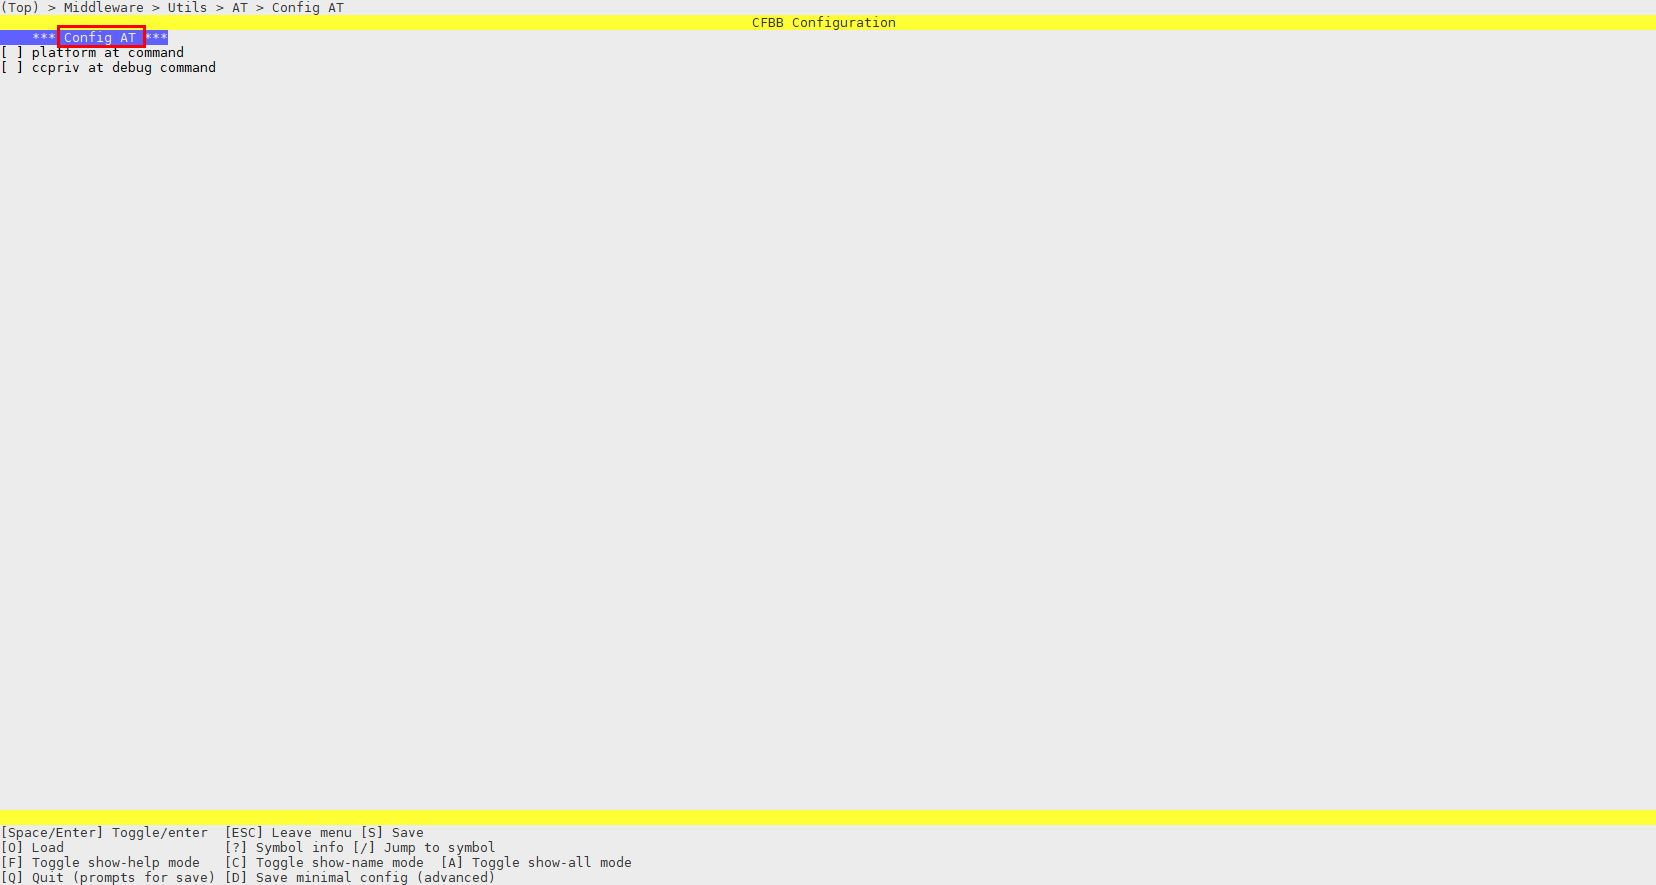 (Top) > Middleware > Utils > AT > Config AT
CFBB Configuration
*** Config AT ***
[ ] platform at command
[ ] ccpriv at debug command
[Space/Enter] Toggle/enter  [ESC] Leave menu [S] Save
[O] Load                    [?] Symbol info [/] Jump to symbol
[F] Toggle show-help mode   [C] Toggle show-name mode  [A] Toggle show-all mode
[Q] Quit (prompts for save) [D] Save minimal config (advanced)